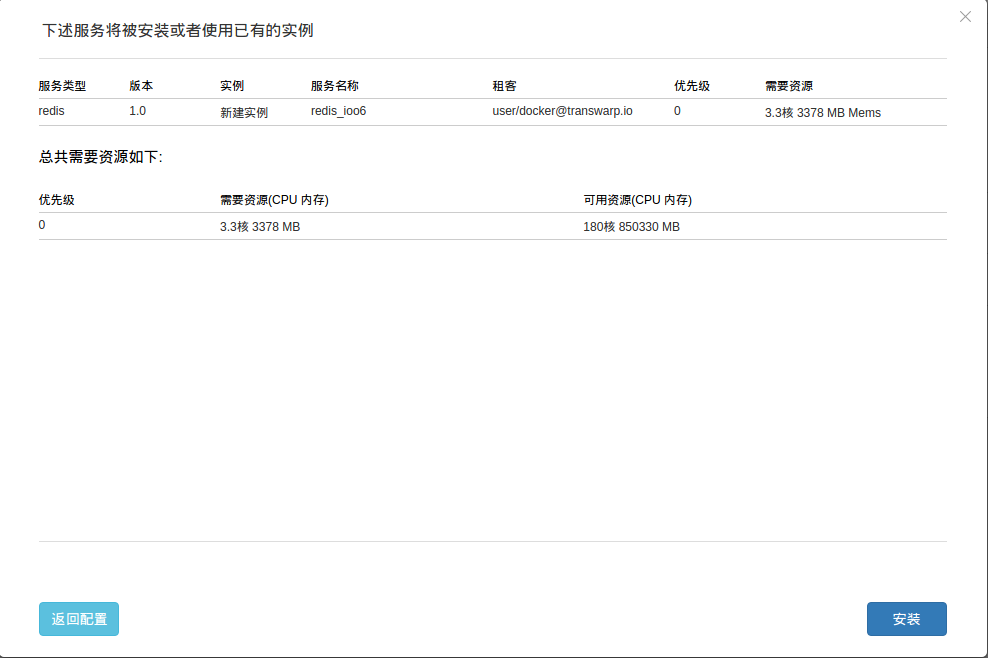 下述服务将被安装或者使用已有的实例
服务类型 版本 实例 服务名称 租客 优先级 需要资源
redis 1.0 新建实例 redis_ioo6 user/docker@transwarp.io 0 3.3核 3378 MB Mems
总共需要资源如下:
优先级 需要资源(CPU 内存) 可用资源(CPU 内存)
0 3.3核 3378 MB 180核 850330 MB
返回配置 安装